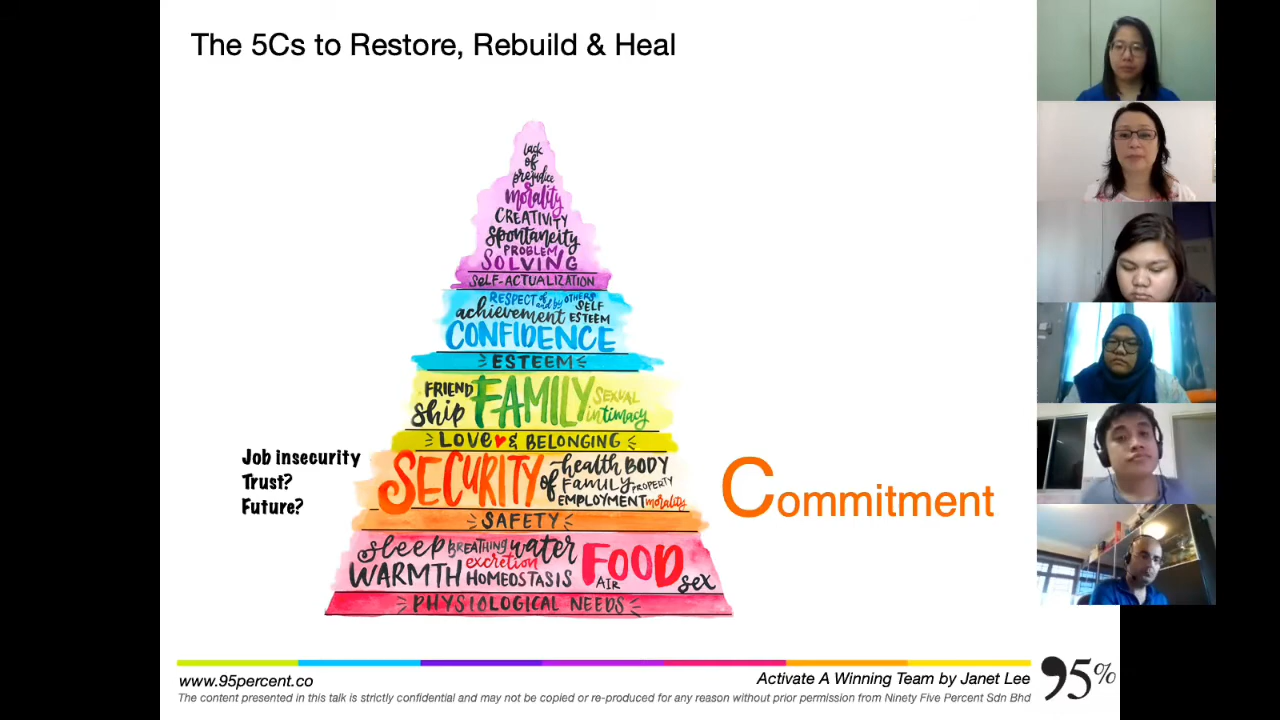 The 5Cs to Restore, Rebuild & Heal
lack
of
prejudice
morality
CREATIVITY
spontaneity
PROBLEM
SOLVING
SELF-ACTUALIZATION
RESPECT of and by OTHERS
achievement SELF ESTEEM
CONFIDENCE
ESTEEM
FRIEND ship FAMILY SEXUAL intimacy
LOVE & BELONGING
Job insecurity
Trust?
Future?
SECURITY of health BODY
FAMILY PROPERTY
EMPLOYMENT morality
SAFETY
Commitment
sleep BREATHING water
excretion
WARMTH HOMEOSTASIS AIR FOOD sex
PHYSIOLOGICAL NEEDS
www.95percent.co
Activate A Winning Team by Janet Lee
95%
The content presented in this talk is strictly confidential and may not be copied or re-produced for any reason without prior permission from Ninety Five Percent Sdn Bhd